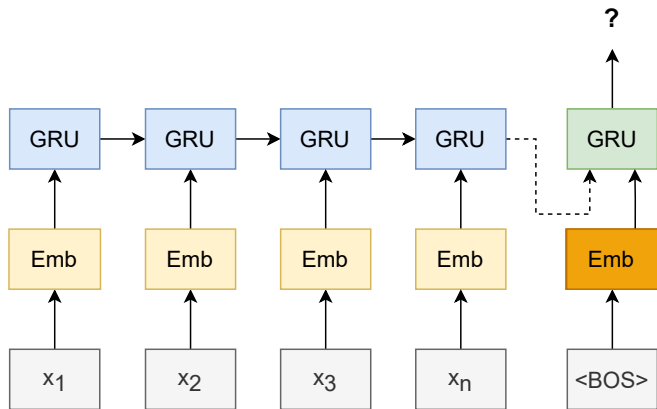 ?
GRU GRU GRU GRU GRU
Emb Emb Emb Emb Emb
x1 x2 x3 xn <BOS>